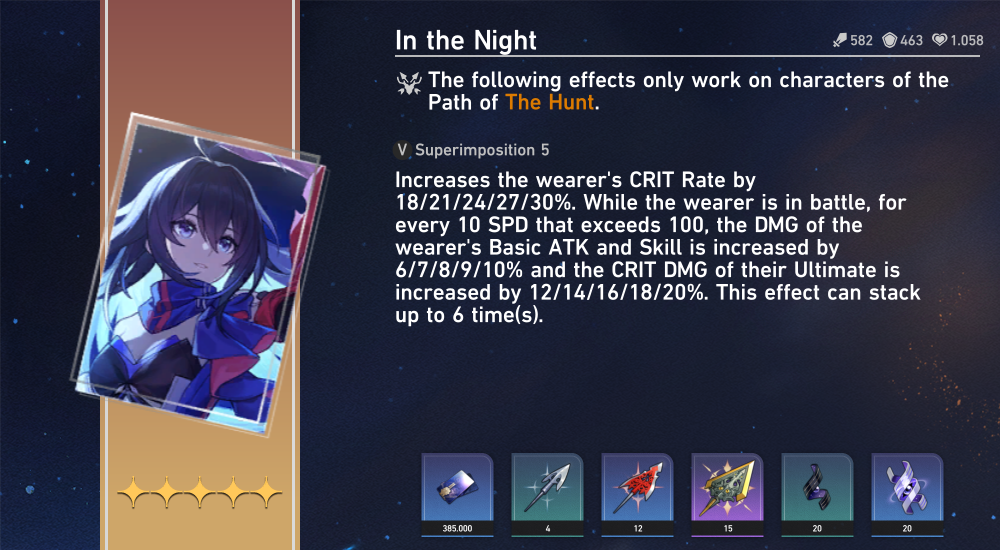 In the Night
582 463 1.058
The following effects only work on characters of the
Path of The Hunt.
V Superimposition 5
Increases the wearer's CRIT Rate by
18/21/24/27/30%. While the wearer is in battle, for
every 10 SPD that exceeds 100, the DMG of the
wearer's Basic ATK and Skill is increased by
6/7/8/9/10% and the CRIT DMG of their Ultimate is
increased by 12/14/16/18/20%. This effect can stack
up to 6 time(s).
385.000 4 12 15 20 20